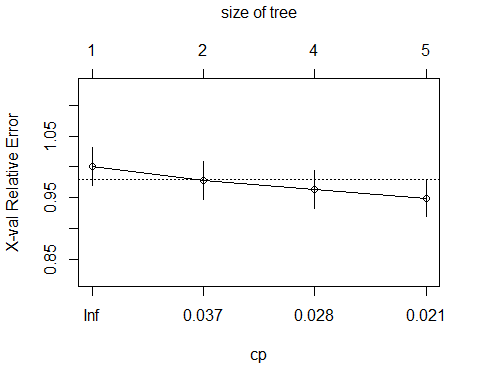 size of tree
1 2 4 5
X-val Relative Error
1.05
0.95
0.85
Inf 0.037 0.028 0.021
cp